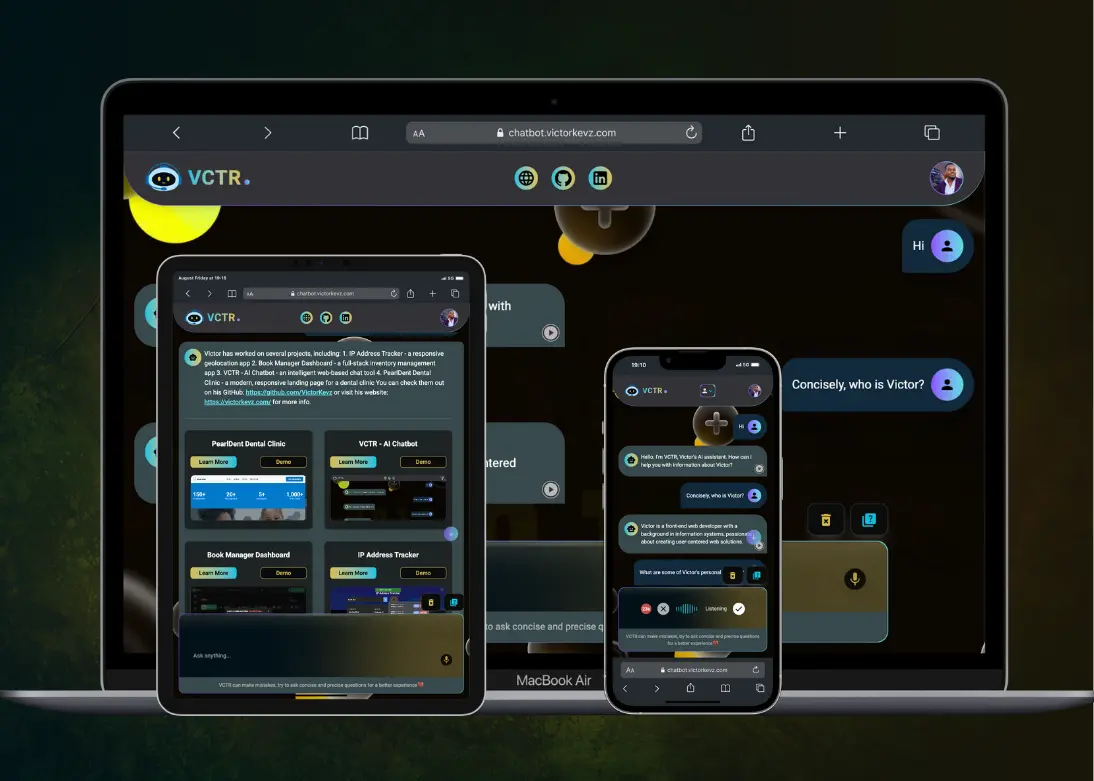 AA chatbot.victorkevz.com
VCTR.
Hi
with
Concisely, who is Victor?
ntered
to ask concise and precise q
MacBook Air
August Friday at 19:15
AA chatbot.victorkevz.com
VCTR.
Victor has worked on several projects, including: 1. IP Address Tracker - a responsive
geolocation app 2. Book Manager Dashboard - a full-stack inventory management
app 3. VCTR - AI Chatbot - an intelligent web-based chat tool 4. PearlDent Dental
Clinic - a modern, responsive landing page for a dental clinic You can check them out
on his GitHub: https://github.com/VictorKevz or visit his website:
https://victorkevz.com/ for more info.
PearlDent Dental Clinic
Learn More Demo
150+ 20+ 5+ 1,000+
VCTR - AI Chatbot
Learn More Demo
Book Manager Dashboard
Learn More Demo
IP Address Tracker
Learn More Demo
Ask anything...
VCTR can make mistakes, try to ask concise and precise questions for a better experience
19:10
VCTR.
Hi
Hello, I'm VCTR, Victor's AI assistant. How can I
help you with information about Victor?
Concisely, who is Victor?
Victor is a front-end web developer with a
background in information systems, passiona
about creating user-centered web solutions.
What are some of Victor's personal
Listening
VCTR can make mistakes, try to ask concise and precise questions
for a better experience
AA chatbot.victorkevz.com